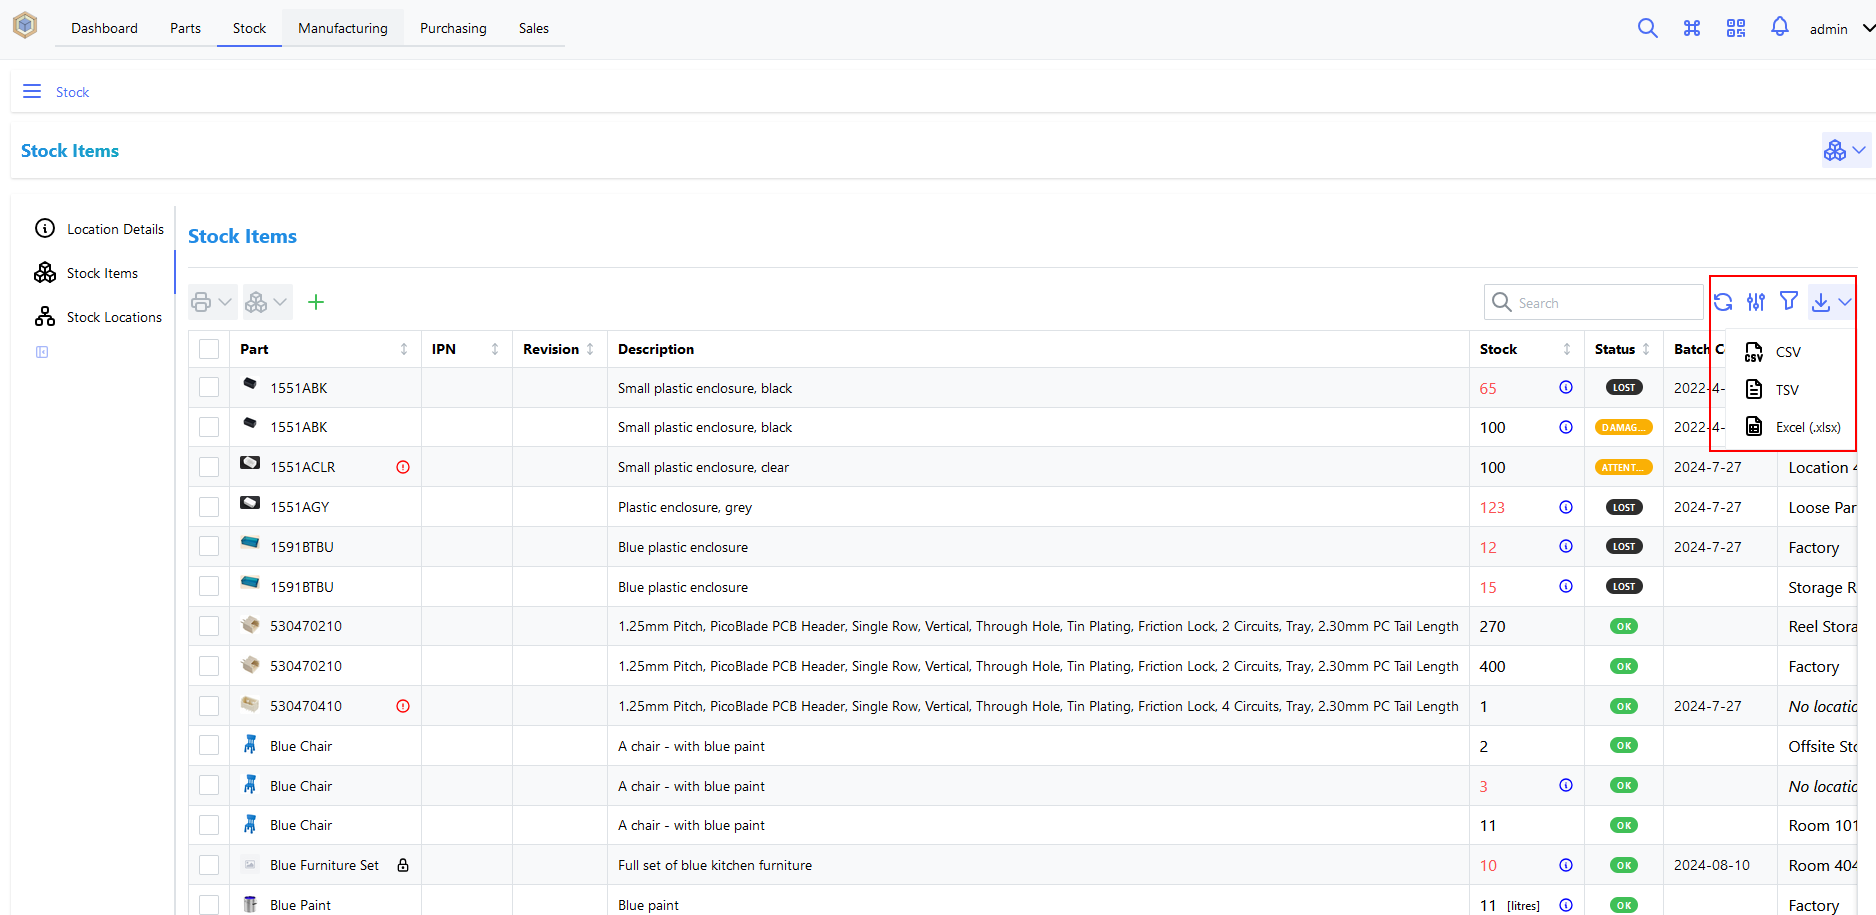 Dashboard Parts Stock Manufacturing Purchasing Sales admin
Stock
Stock Items
Location Details
Stock Items
Stock Locations
Stock Items
Search
Part IPN Revision Description Stock Status Batch C
CSV
TSV
Excel (.xlsx)
1551ABK Small plastic enclosure, black 65 LOST 2022-4-
1551ABK Small plastic enclosure, black 100 DAMAG... 2022-4-
1551ACLR Small plastic enclosure, clear 100 ATTENT... 2024-7-27 Location 4
1551AGY Plastic enclosure, grey 123 LOST 2024-7-27 Loose Par
1591BTBU Blue plastic enclosure 12 LOST 2024-7-27 Factory
1591BTBU Blue plastic enclosure 15 LOST Storage R
530470210 1.25mm Pitch, PicoBlade PCB Header, Single Row, Vertical, Through Hole, Tin Plating, Friction Lock, 2 Circuits, Tray, 2.30mm PC Tail Length 270 OK Reel Stora
530470210 1.25mm Pitch, PicoBlade PCB Header, Single Row, Vertical, Through Hole, Tin Plating, Friction Lock, 2 Circuits, Tray, 2.30mm PC Tail Length 400 OK Factory
530470410 1.25mm Pitch, PicoBlade PCB Header, Single Row, Vertical, Through Hole, Tin Plating, Friction Lock, 4 Circuits, Tray, 2.30mm PC Tail Length 1 OK 2024-7-27 No locatio
Blue Chair A chair - with blue paint 2 OK Offsite Sto
Blue Chair A chair - with blue paint 3 OK No locatio
Blue Chair A chair - with blue paint 11 OK Room 101
Blue Furniture Set Full set of blue kitchen furniture 10 OK 2024-08-10 Room 404
Blue Paint Blue paint 11 [litres] OK Factory